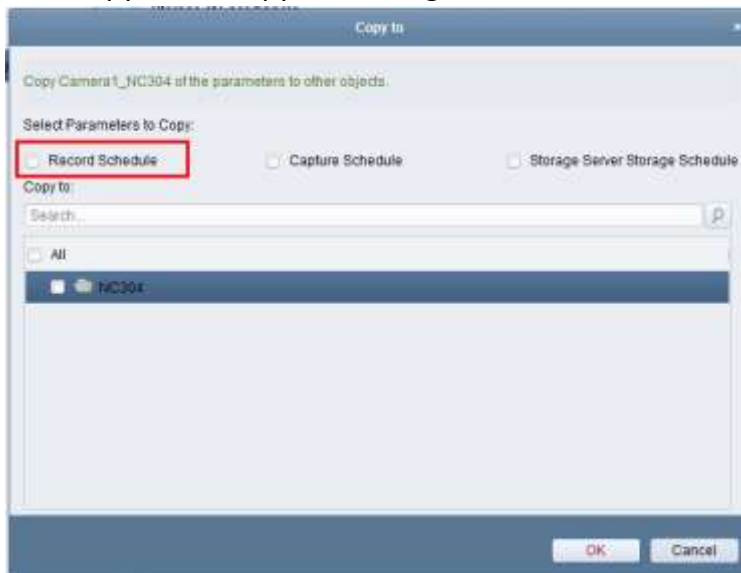 Copy to
Copy Camera1_NC304 of the parameters to other objects.
Select Parameters to Copy:
Record Schedule Capture Schedule Storage Server Storage Schedule
Copy to:
Search...
All
NC304
OK Cancel